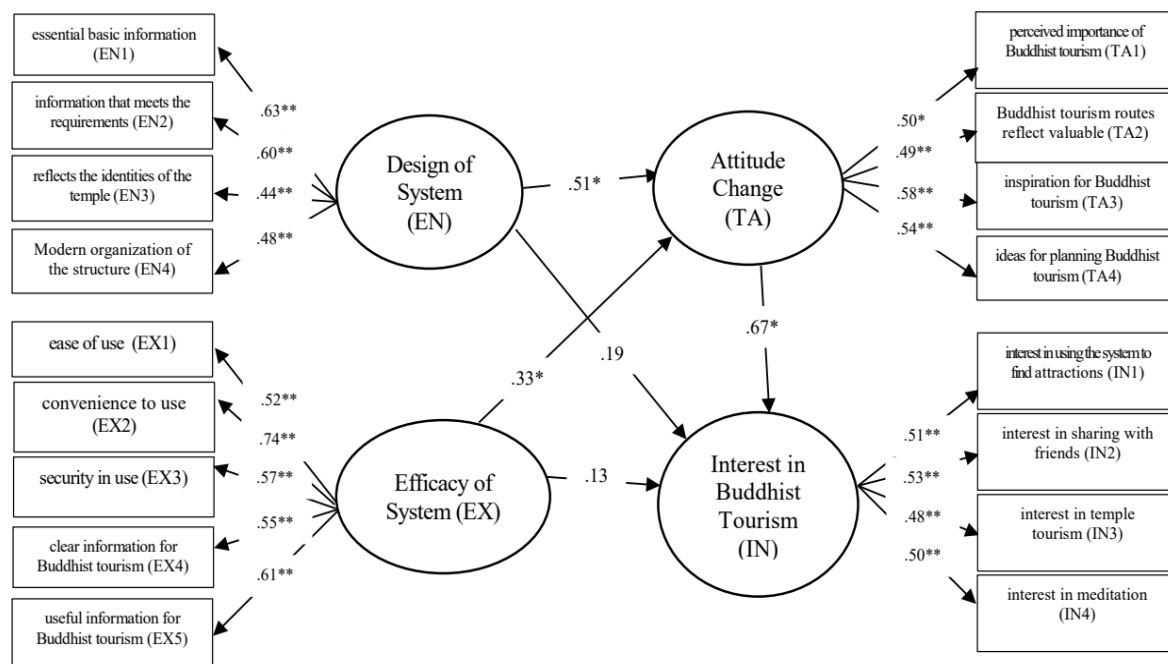 essential basic information
(EN1)
information that meets the
requirements (EN2)
reflects the identities of the
temple (EN3)
Modern organization of
the structure (EN4)
.63**
.60**
.44**
.48**
Design of
System
(EN)
.51*
Attitude
Change
(TA)
.50*
.49**
.58**
.54**
perceived importance of
Buddhist tourism (TA1)
Buddhist tourism routes
reflect valuable (TA2)
inspiration for Buddhist
tourism (TA3)
ideas for planning Buddhist
tourism (TA4)
.67*
.19
.33*
ease of use (EX1)
convenience to use
(EX2)
security in use (EX3)
clear information for
Buddhist tourism (EX4)
useful information for
Buddhist tourism (EX5)
.52**
.74**
.57**
.55**
.61**
Efficacy of
System (EX)
.13
Interest in
Buddhist
Tourism
(IN)
.51**
.53**
.48**
.50**
interest in using the system to
find attractions (IN1)
interest in sharing with
friends (IN2)
interest in temple
tourism (IN3)
interest in meditation
(IN4)